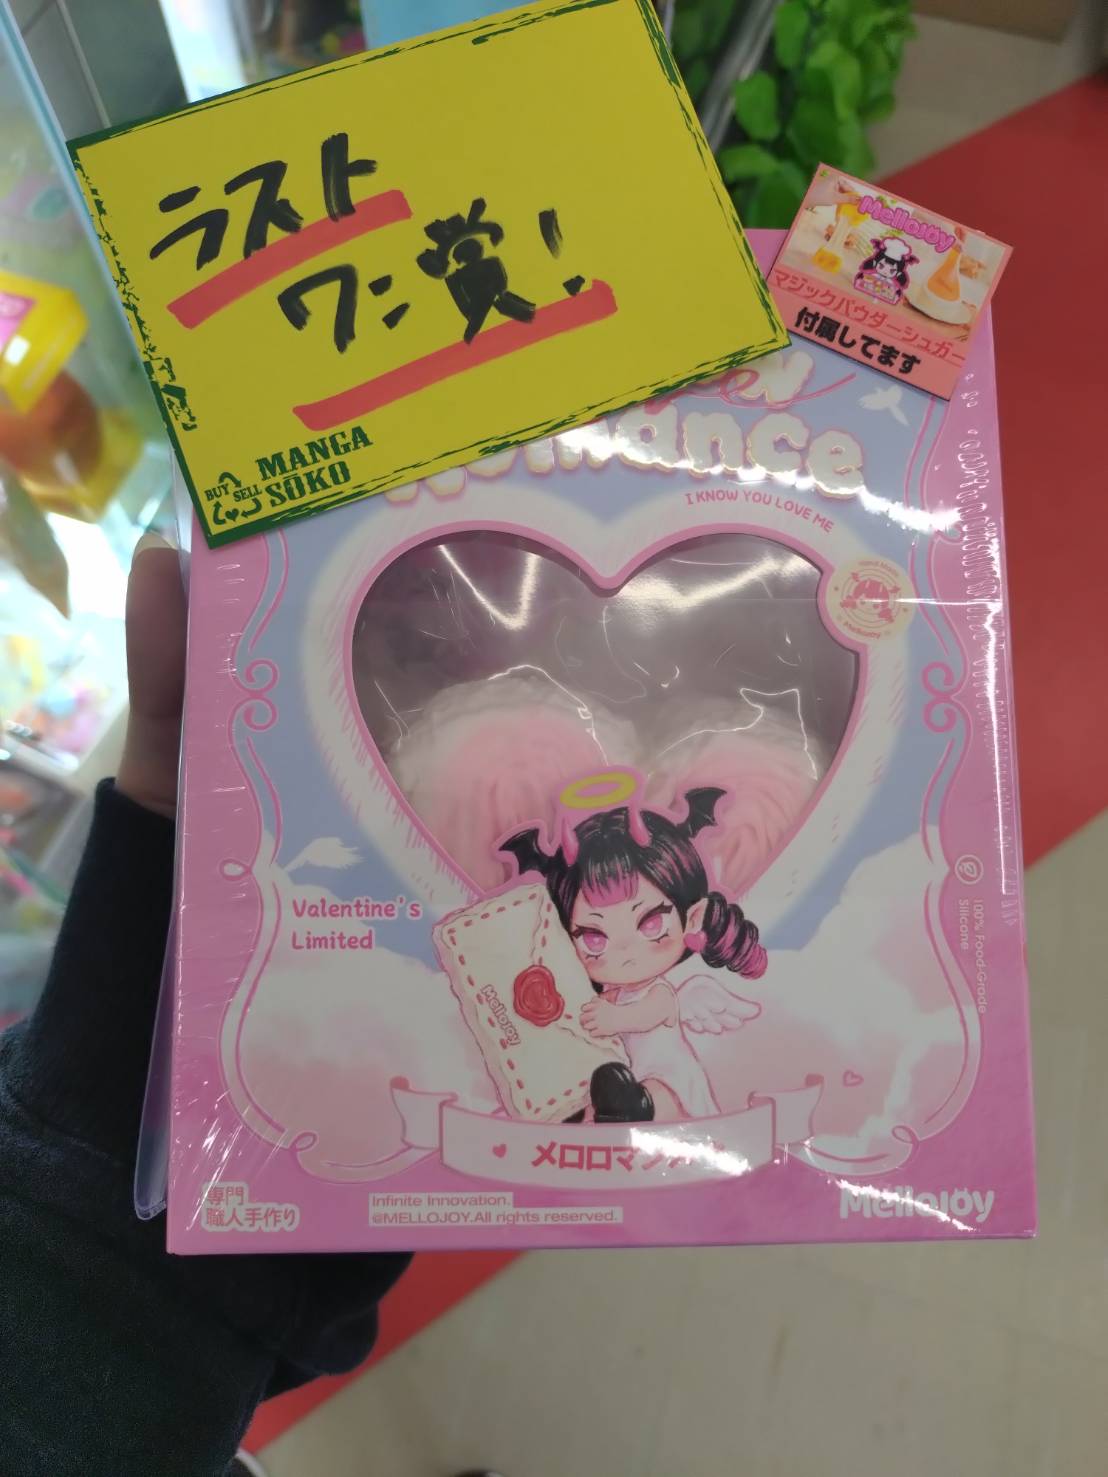 ラスト
ワン賞!
MANGA
SOKO
BUY
SELL
Mellojoy
マジックパウダーシュガー
付属してます
I KNOW YOU LOVE ME
Mellojoy
Valentine's
Limited
100% Food-Grade
Silicone
Mellojoy
専門
職人手作り
Infinite Innovation.
@MELLOJOY.All rights reserved.
Mellojoy